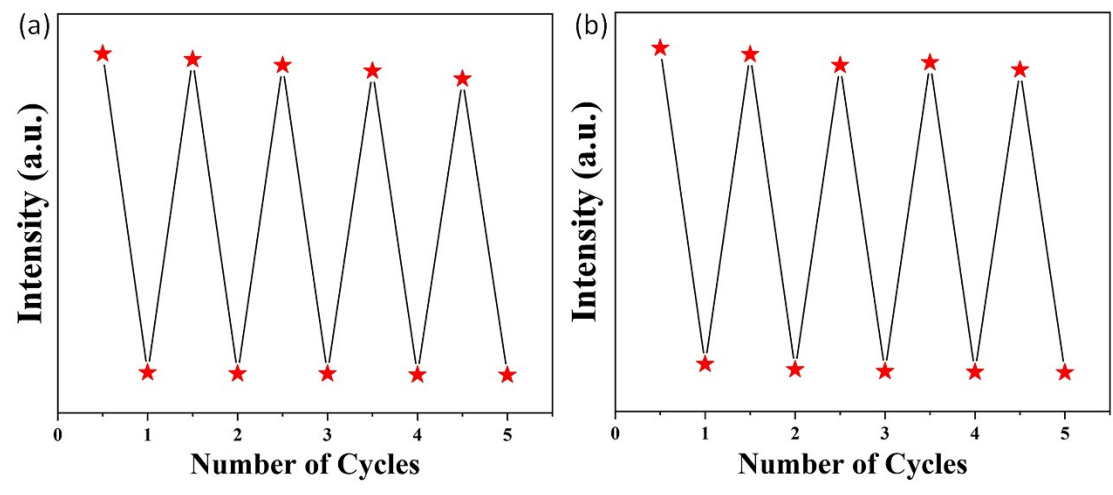 (a)
Intensity (a.u.)
0 1 2 3 4 5
Number of Cycles
(b)
Intensity (a.u.)
0 1 2 3 4 5
Number of Cycles